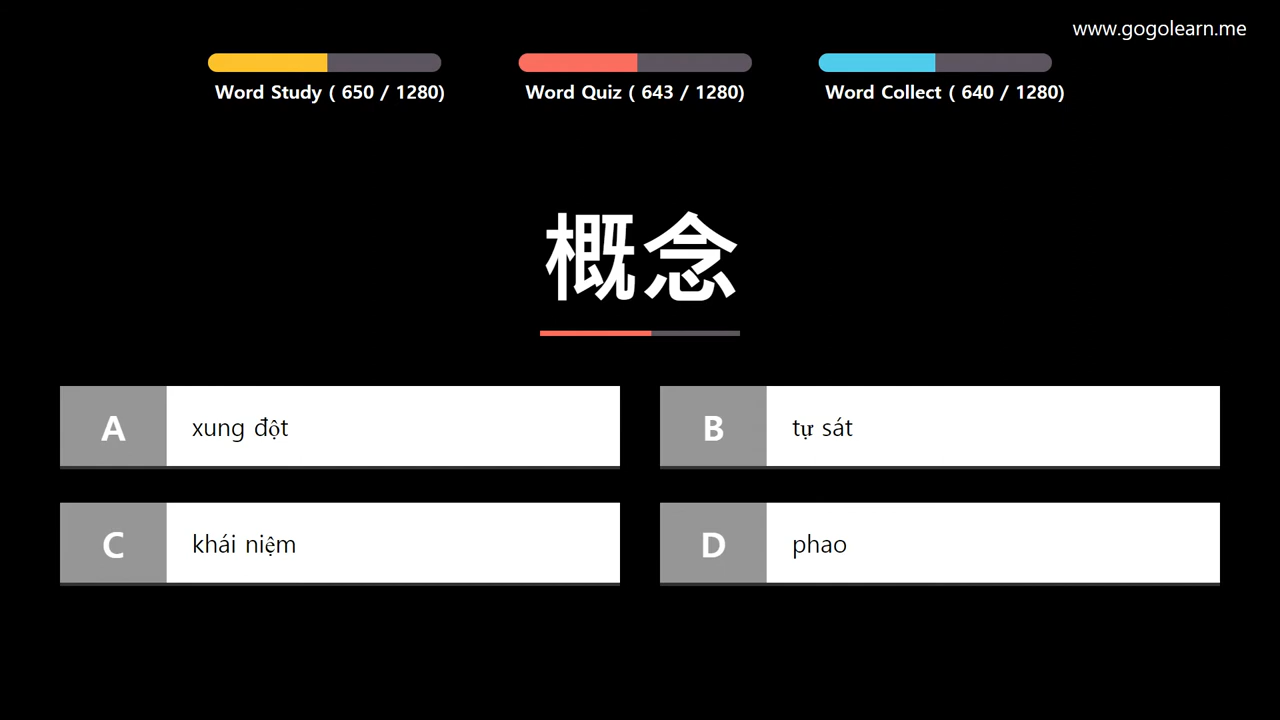 www.gogolearn.me
Word Study ( 650 / 1280)
Word Quiz ( 643 / 1280)
Word Collect ( 640 / 1280)
概念
A xung đột
B tự sát
C khái niệm
D phao